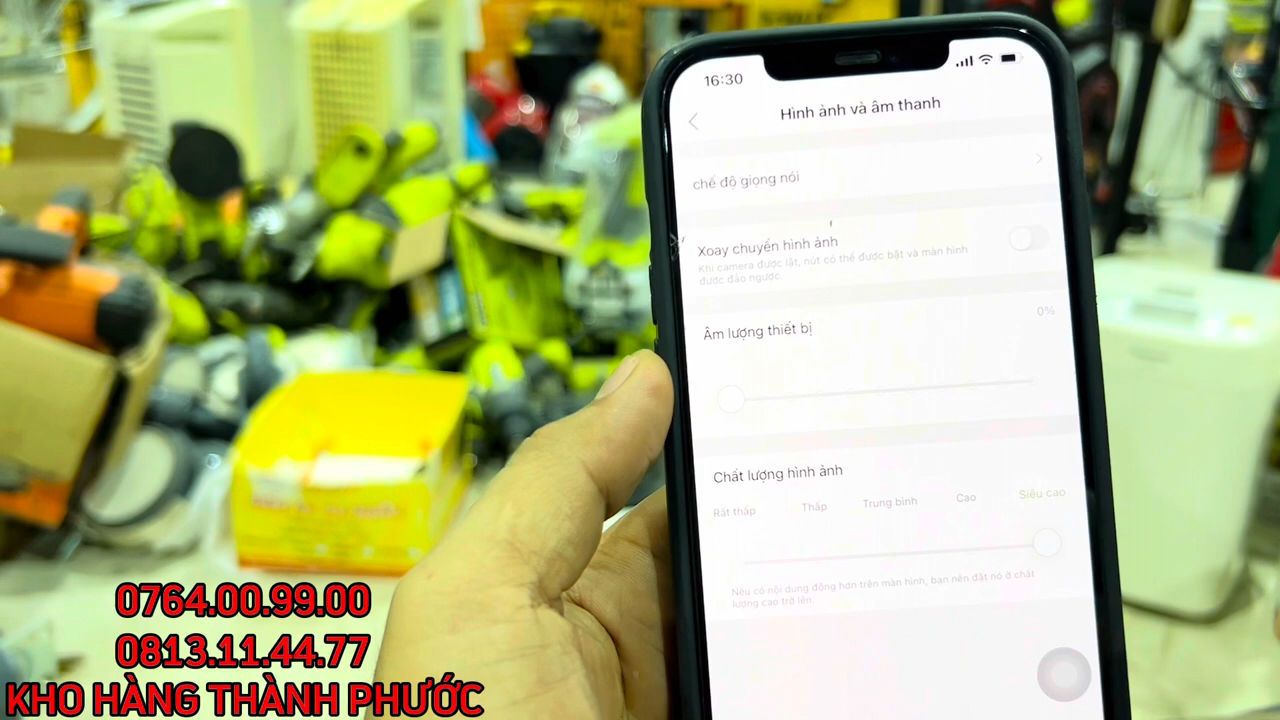 16:30
Hình ảnh và âm thanh
chế độ giọng nói
Xoay chuyển hình ảnh
Khi camera được lật, nút có thể được bật và màn hình
được đảo ngược.
0%
Âm lượng thiết bị
Chất lượng hình ảnh
Rất thấp Thấp Trung bình Cao Siêu cao
Nếu có nội dung động hơn trên màn hình, bạn nên đặt nó ở chất
lượng cao trở lên.
0764.00.99.00
0813.11.44.77
KHO HÀNG THÀNH PHƯỚC